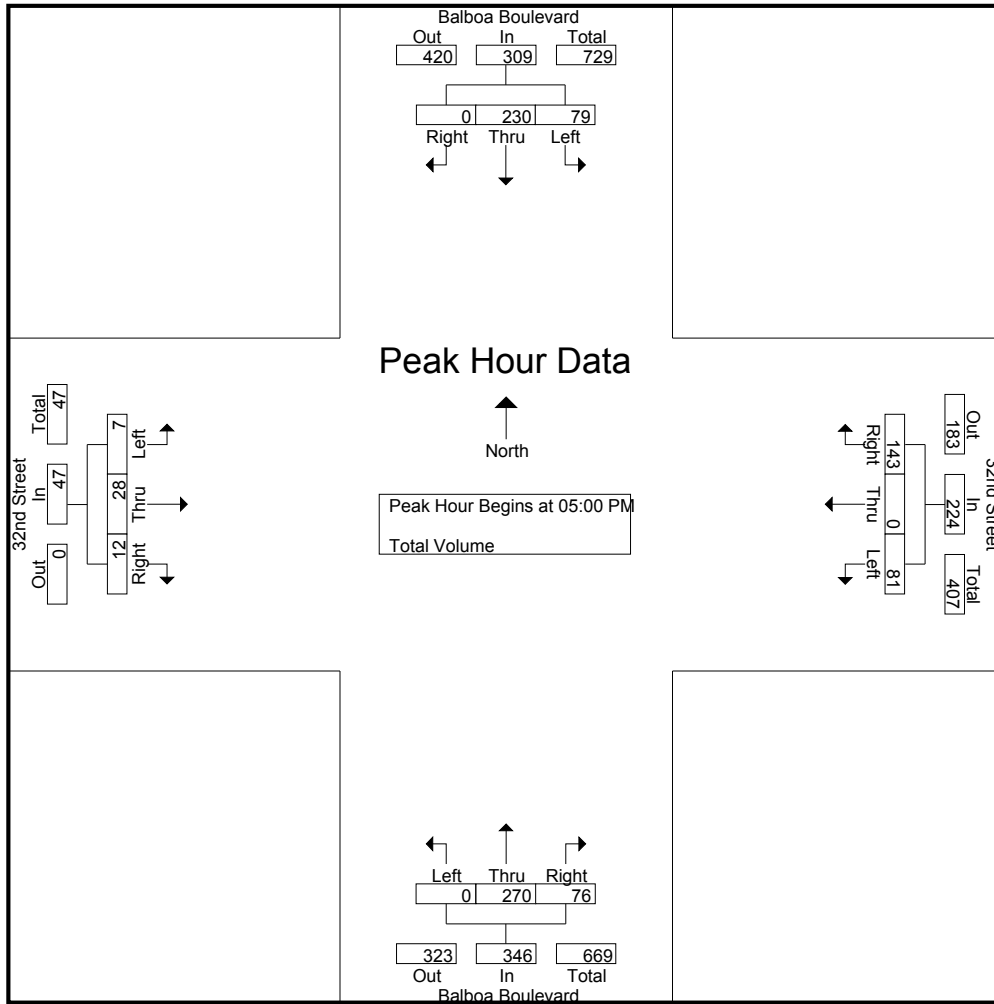 Balboa Boulevard
Out In Total
420 309 729
0 230 79
Right Thru Left
Peak Hour Data
North
Peak Hour Begins at 05:00 PM
Total Volume
32nd Street
Total In Out
47 47 0
7 28 12
Left Thru Right
32nd Street
Out In Total
183 224 407
143 0 81
Right Thru Left
Left Thru Right
0 270 76
323 346 669
Out In Total
Balboa Boulevard